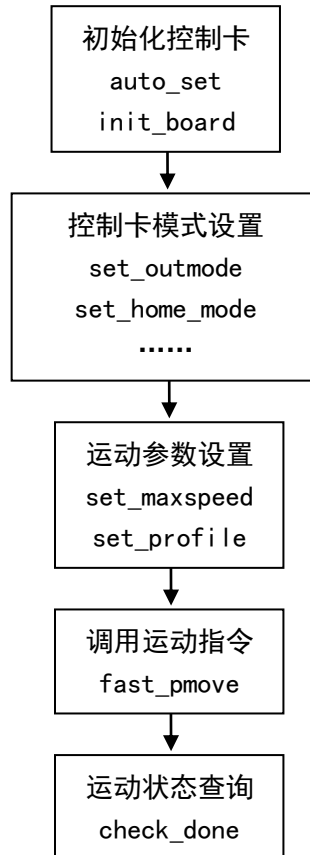 初始化控制卡
auto_set
init_board
控制卡模式设置
set_outmode
set_home_mode
……
运动参数设置
set_maxspeed
set_profile
调用运动指令
fast_pmove
运动状态查询
check_done